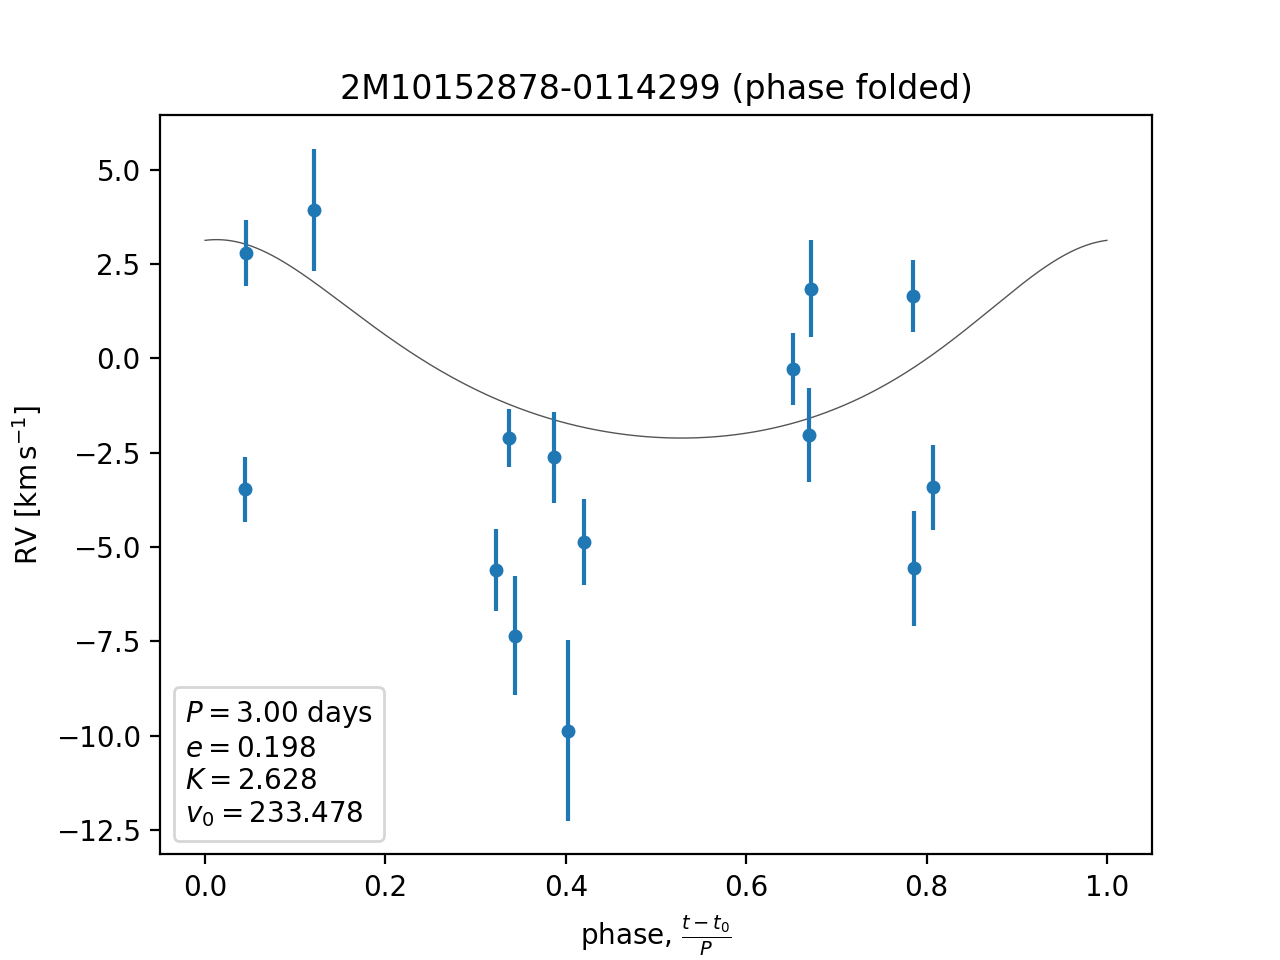 2M10152878-0114299 (phase folded)
RV [km s⁻¹]
5.0
2.5
0.0
−2.5
−5.0
−7.5
−10.0
−12.5
P = 3.00 days
e = 0.198
K = 2.628
v₀ = 233.478
0.0 0.2 0.4 0.6 0.8 1.0
phase, (t − t₀)/P